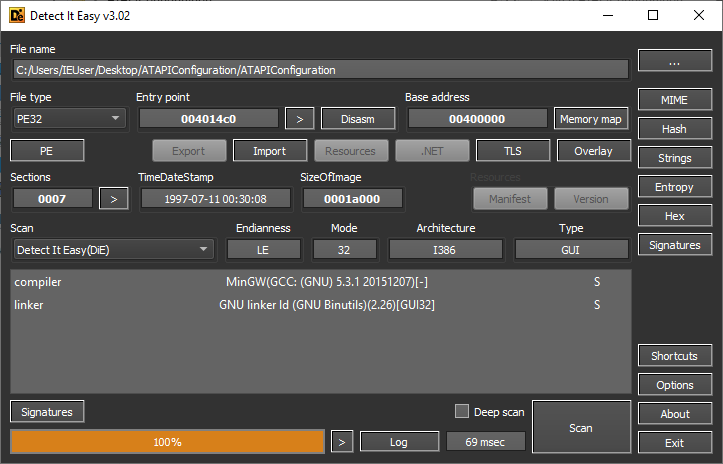 Detect It Easy v3.02
File name
C:/Users/IEUser/Desktop/ATAPIConfiguration/ATAPIConfiguration
...
File type
Entry point
Base address
PE32
004014c0
>
Disasm
00400000
Memory map
MIME
PE
Export
Import
Resources
.NET
TLS
Overlay
Hash
Strings
Sections
TimeDateStamp
SizeOfImage
Resources
0007
>
1997-07-11 00:30:08
0001a000
Manifest
Version
Entropy
Hex
Scan
Endianness
Mode
Architecture
Type
Detect It Easy(DiE)
LE
32
I386
GUI
Signatures
compiler MinGW(GCC: (GNU) 5.3.1 20151207)[-] S
linker GNU linker ld (GNU Binutils)(2.26)[GUI32] S
Shortcuts
Options
Signatures
Deep scan
Scan
About
100%
>
Log
69 msec
Exit